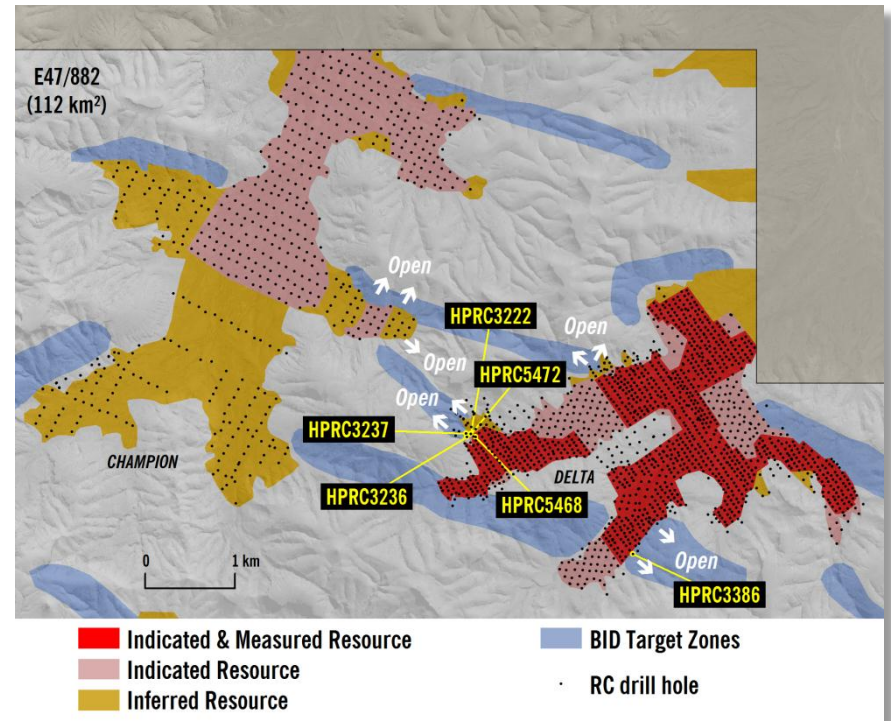 E47/882
(112 km²)
Open
HPRC3222
Open
Open
HPRC5472
Open
HPRC3237
CHAMPION
DELTA
HPRC3236
HPRC5468
Open
0 1 km
HPRC3386
Indicated & Measured Resource
Indicated Resource
Inferred Resource
BID Target Zones
RC drill hole